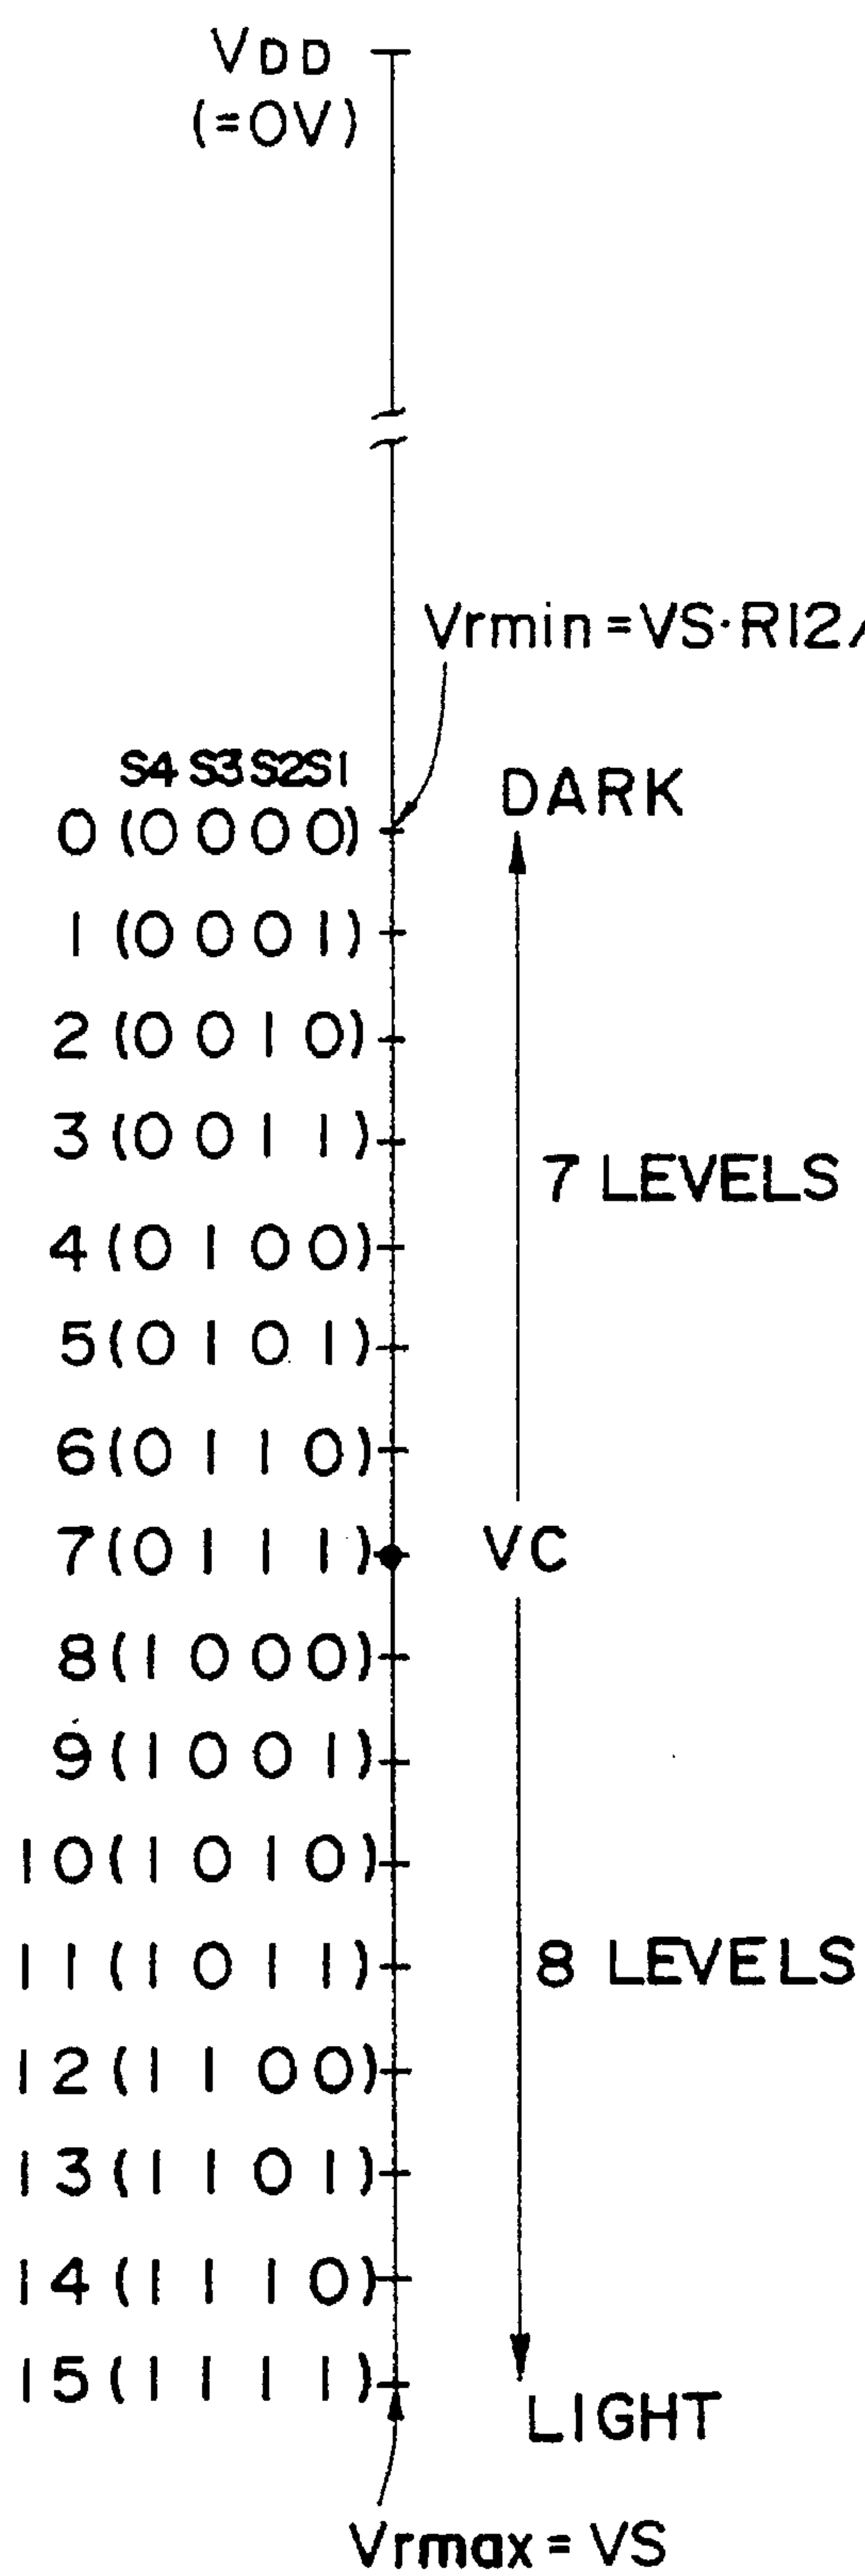 VDD
(=0V)
Vrmin=VS·R12/
S4 S3 S2 S1
DARK
0 (0 0 0 0)
1 (0 0 0 1)
2 (0 0 1 0)
3 (0 0 1 1)
7 LEVELS
4 (0 1 0 0)
5 (0 1 0 1)
6 (0 1 1 0)
7 (0 1 1 1)
VC
8 (1 0 0 0)
9 (1 0 0 1)
10 (1 0 1 0)
11 (1 0 1 1)
8 LEVELS
12 (1 1 0 0)
13 (1 1 0 1)
14 (1 1 1 0)
15 (1 1 1 1)
LIGHT
Vrmax=VS